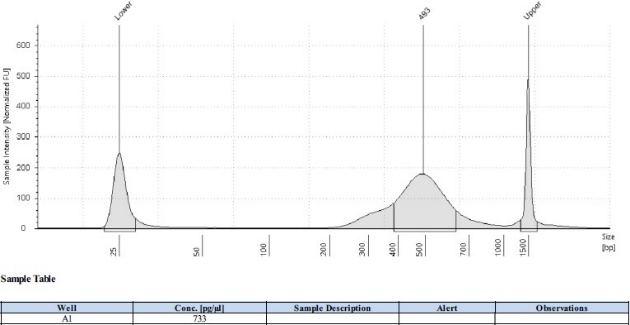 Lower
483
Upper
Sample Intensity [Normalized FU]
600
500
400
300
200
100
0
25
50
100
200
300
400
500
700
1000
1500
Size
[bp]
Sample Table
Well Conc. [pg/µl] Sample Description Alert Observations
A1 733